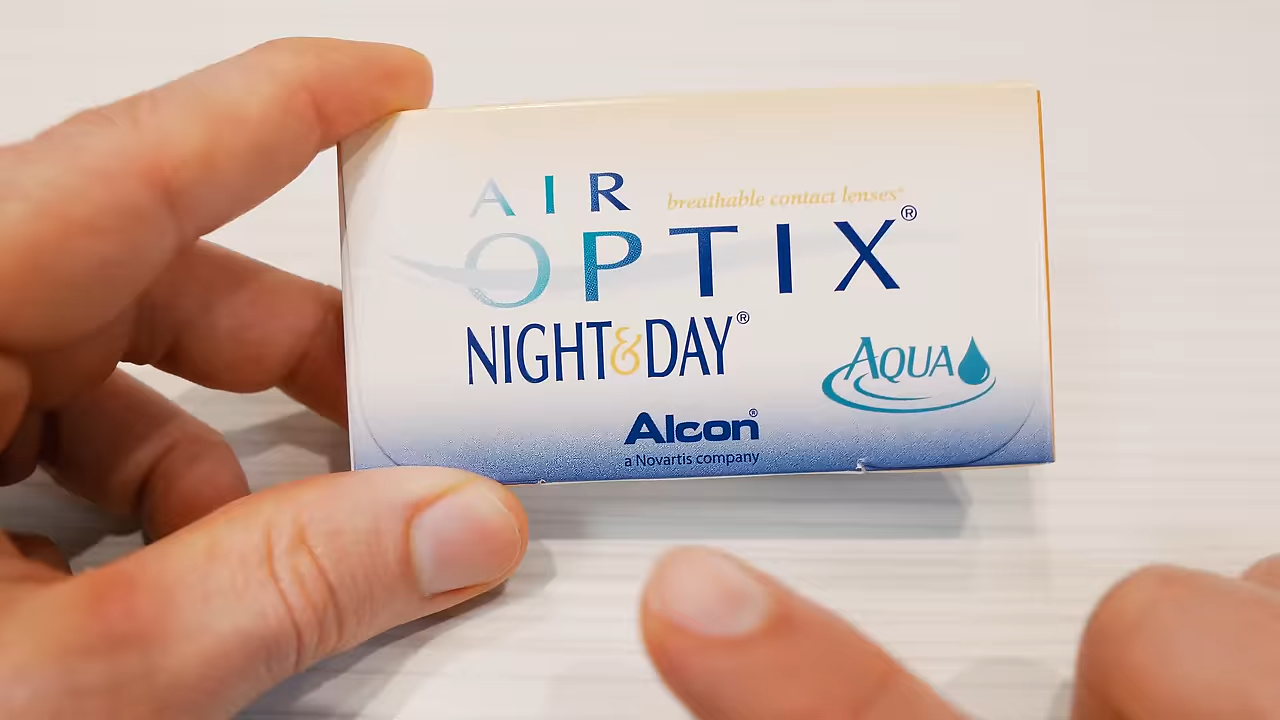 AIR breathable contact lenses®
OPTIX®
NIGHT&DAY®
AQUA
Alcon®
a Novartis company